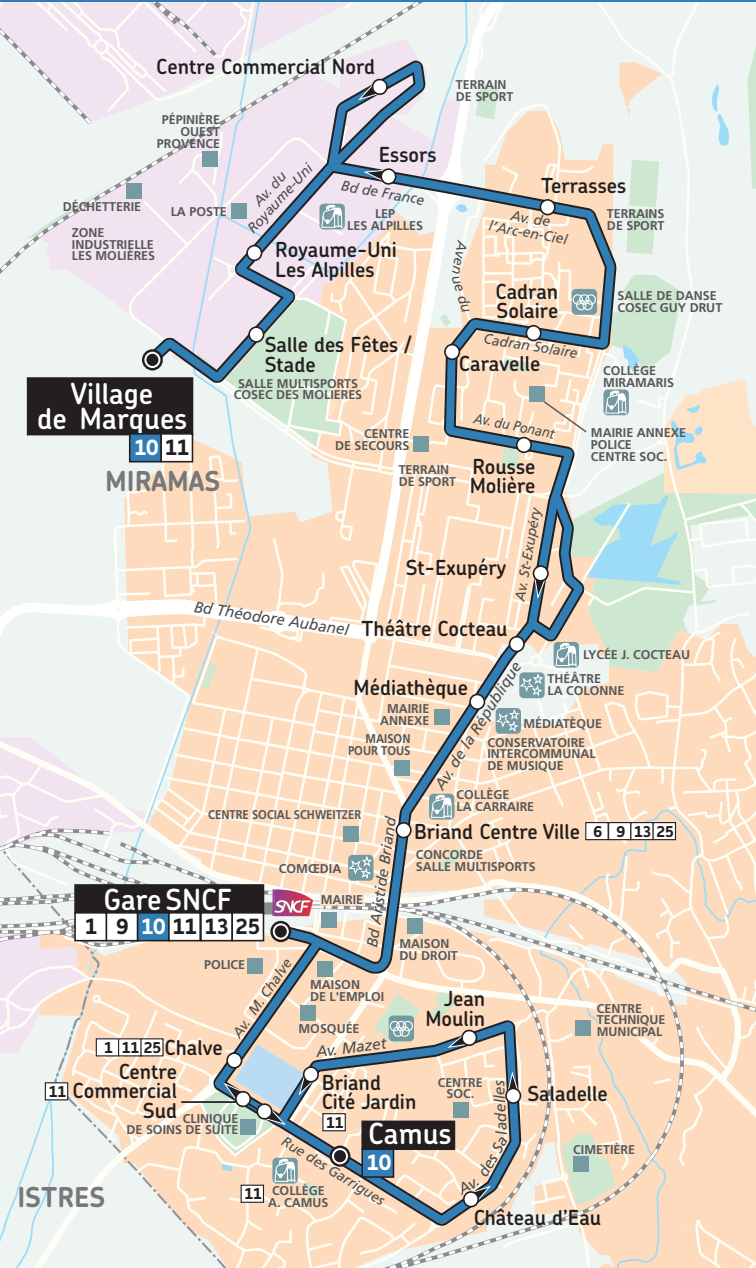 Centre Commercial Nord
TERRAIN
DE SPORT
PÉPINIÈRE
OUEST
PROVENCE
Essors
Terrasses
Av. du
Royaume-Uni
Bd de France
DÉCHETTERIE
LA POSTE
LEP
LES ALPILLES
Av. de
l'Arc-en-Ciel
TERRAINS
DE SPORT
ZONE
INDUSTRIELLE
LES MOLIÈRES
Royaume-Uni
Les Alpilles
Avenue du
Cadran
Solaire
SALLE DE DANSE
COSEC GUY DRUT
Cadran Solaire
Salle des Fêtes /
Stade
Caravelle
COLLÈGE
MIRAMARIS
SALLE MULTISPORTS
COSEC DES MOLIERES
Village
de Marques
10 11
MIRAMAS
Av. du Ponant
MAIRIE ANNEXE
POLICE
CENTRE SOC.
CENTRE
DE SECOURS
TERRAIN
DE SPORT
Rousse
Molière
Av. St-Exupéry
St-Exupéry
Bd Théodore Aubanel
Théâtre Cocteau
LYCÉE J. COCTEAU
THÉÂTRE
LA COLONNE
Médiathèque
MAIRIE
ANNEXE
MÉDIATÈQUE
Av. de la République
MAISON
POUR TOUS
CONSERVATOIRE
INTERCOMMUNAL
DE MUSIQUE
COLLÈGE
LA CARRAIRE
CENTRE SOCIAL SCHWEITZER
Briand Centre Ville 6 9 13 25
Bd Aristide Briand
COMŒDIA
CONCORDE
SALLE MULTISPORTS
Gare SNCF
1 9 10 11 13 25
SNCF
MAIRIE
MAISON
DU DROIT
POLICE
Av. M. Chalve
MAISON
DE L'EMPLOI
MOSQUÉE
Jean
Moulin
CENTRE
TECHNIQUE
MUNICIPAL
1 11 25 Chalve
Av. Mazet
11 Centre
Commercial
Sud
Briand
Cité Jardin
11
CENTRE
SOC.
Saladelle
CLINIQUE
DE SOINS DE SUITE
Camus
10
Av. des Saladelles
Rue des Garrigues
CIMETIÈRE
11 COLLÈGE
A. CAMUS
ISTRES
Château d'Eau